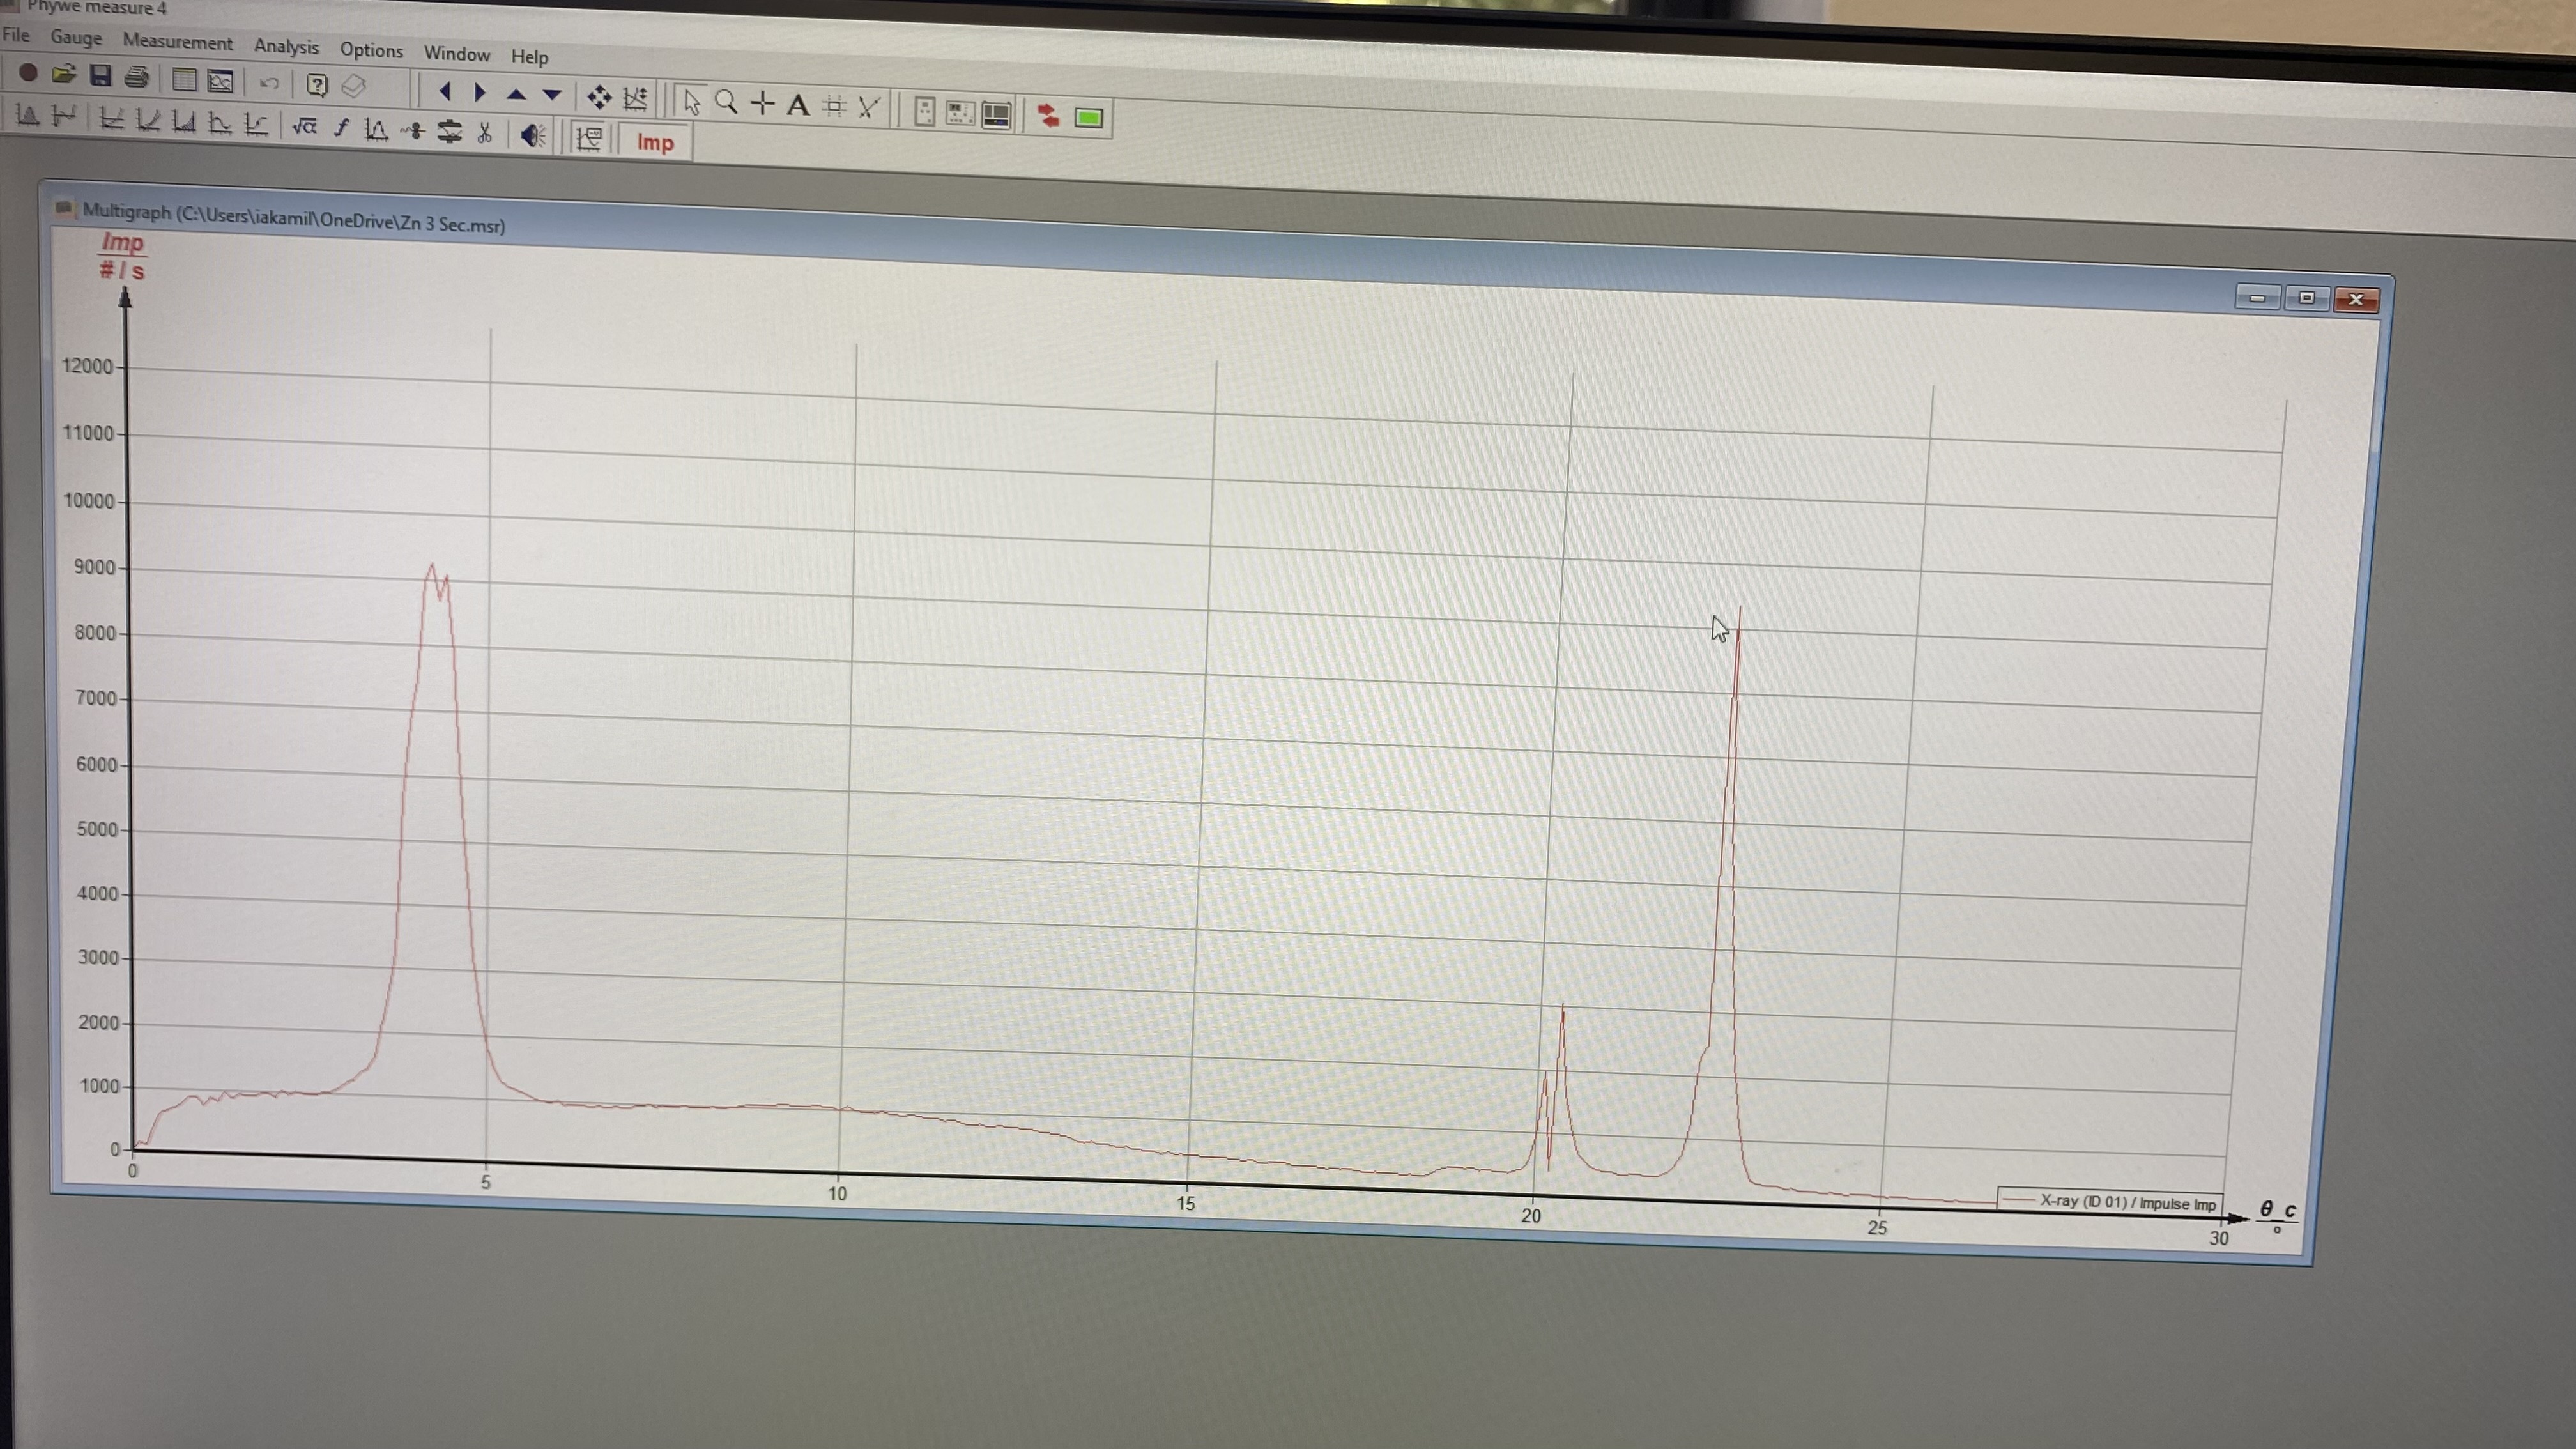 Phywe measure 4
File Gauge Measurement Analysis Options Window Help
A
√α f Imp
Multigraph (C:\Users\iakamil\OneDrive\Zn 3 Sec.msr)
Imp
# / s
12000
11000
10000
9000
8000
7000
6000
5000
4000
3000
2000
1000
0
0 5 10 15 20 25 30
X-ray (ID 01) / Impulse Imp
θ_c
°